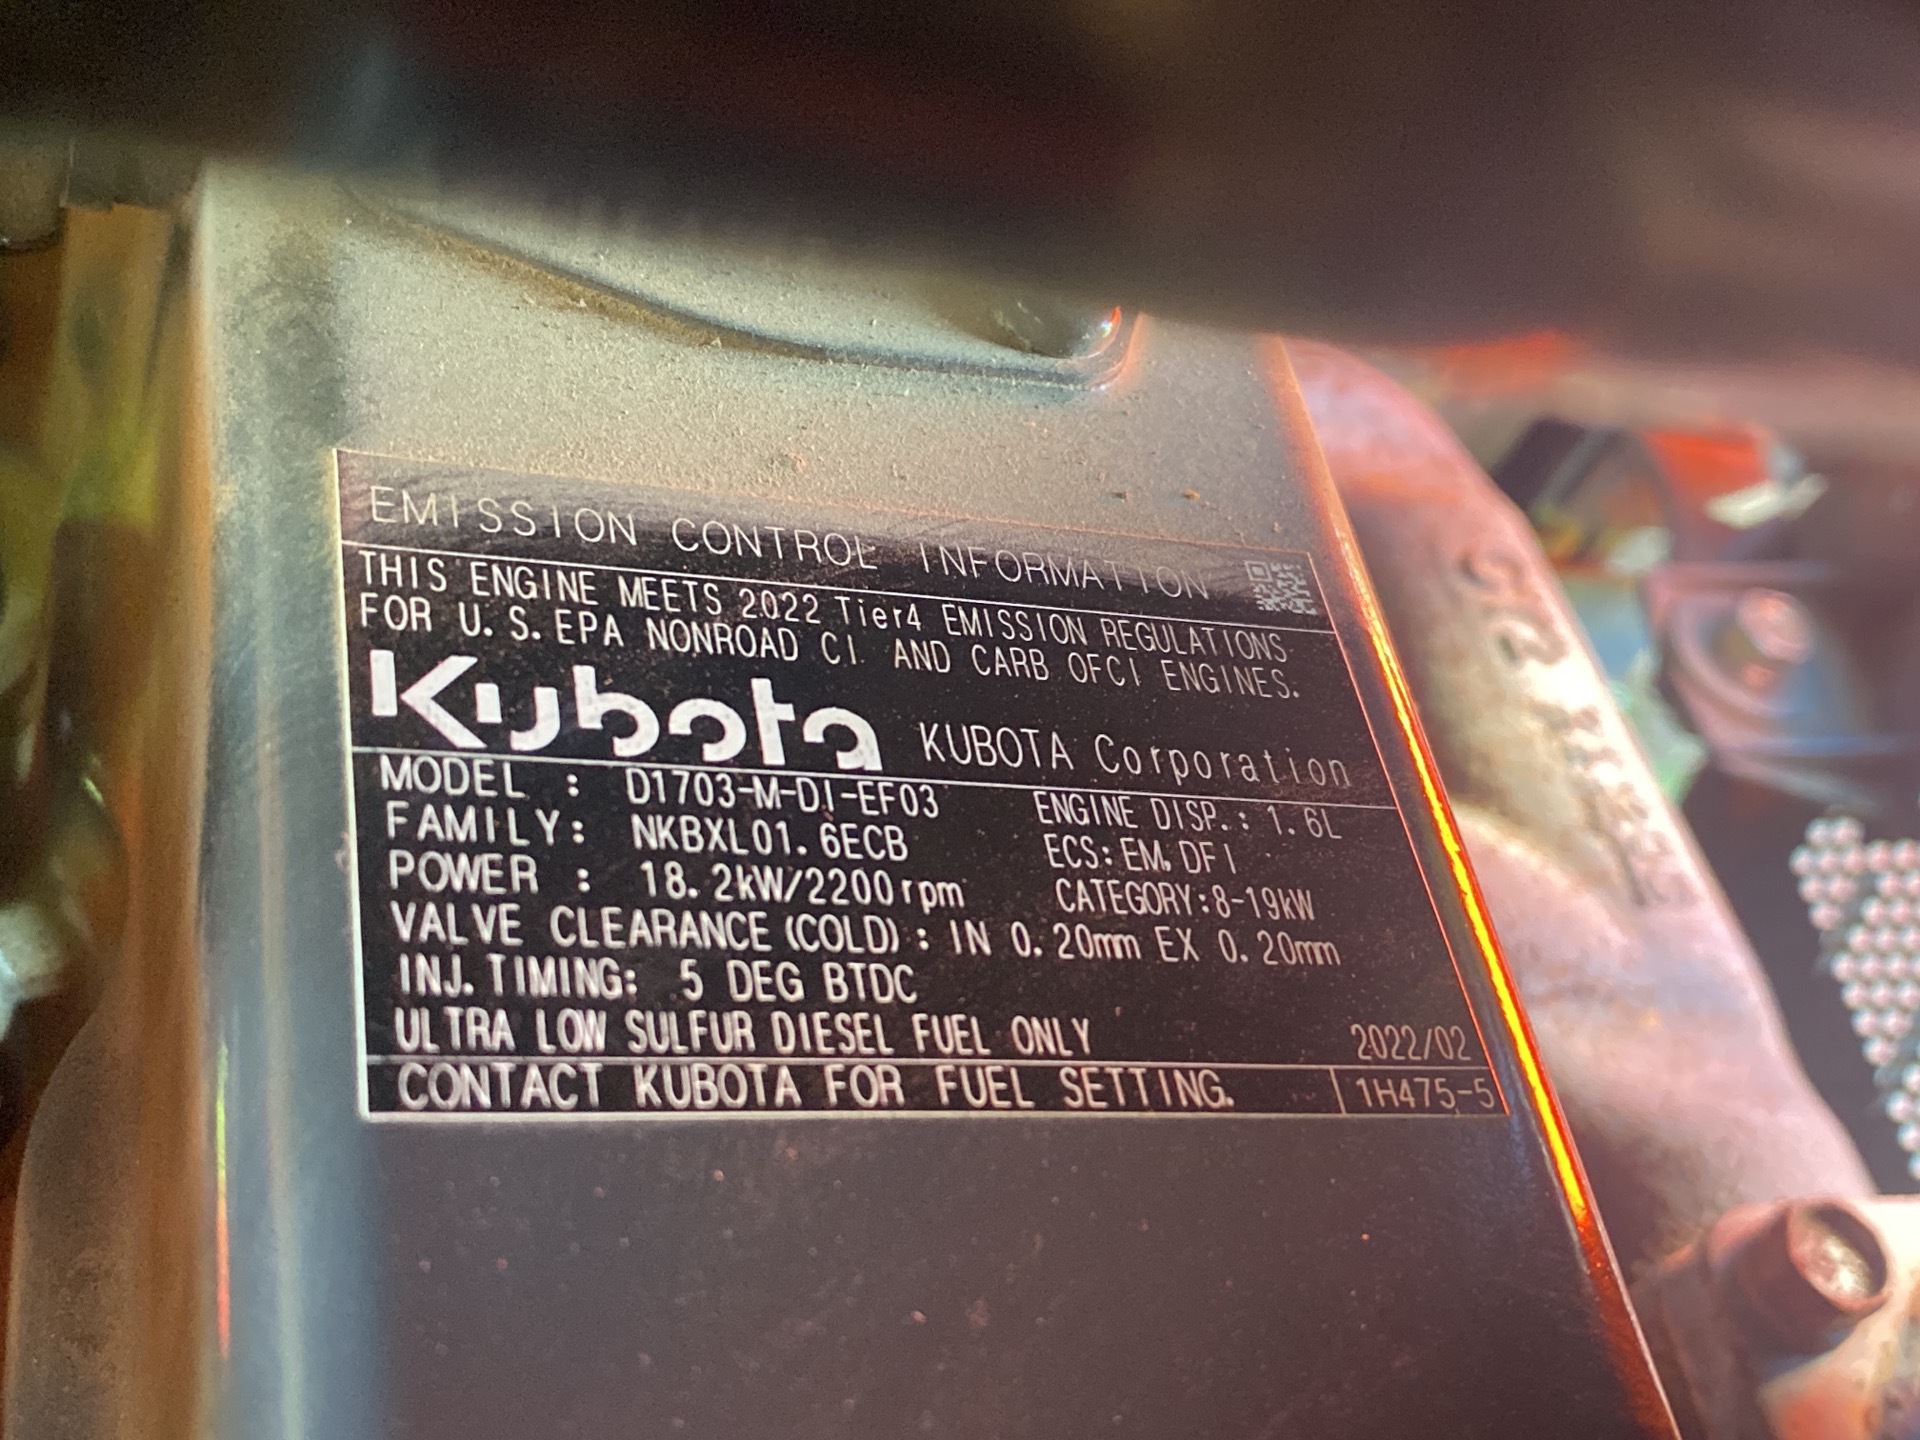 EMISSION CONTROL INFORMATION
THIS ENGINE MEETS 2022 Tier4 EMISSION REGULATIONS
FOR U.S.EPA NONROAD CI AND CARB OFCI ENGINES.
Kubota KUBOTA Corporation
MODEL : D1703-M-DI-EF03 ENGINE DISP.: 1.6L
FAMILY: NKBXL01.6ECB ECS:EM,DFI
POWER : 18.2kW/2200rpm CATEGORY:8-19kW
VALVE CLEARANCE (COLD) : IN 0.20mm EX 0.20mm
INJ.TIMING: 5 DEG BTDC
ULTRA LOW SULFUR DIESEL FUEL ONLY 2022/02
CONTACT KUBOTA FOR FUEL SETTING. 1H475-5